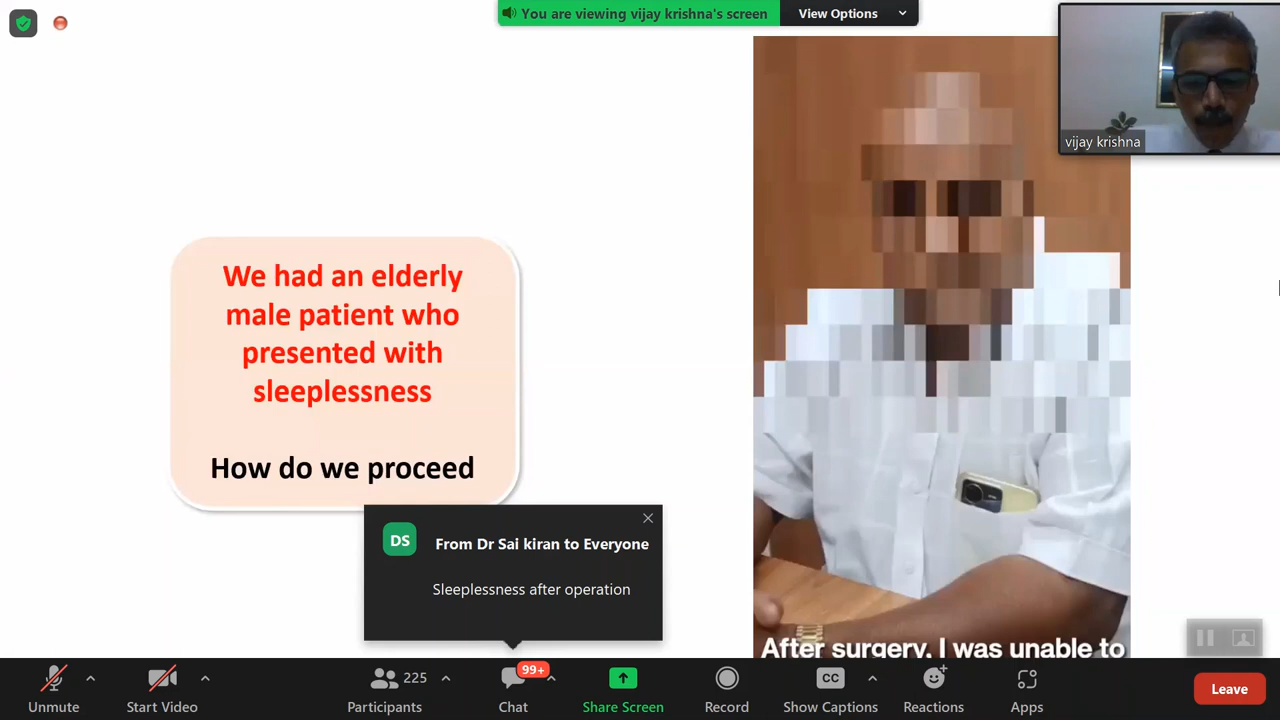 You are viewing vijay krishna's screen
View Options
vijay krishna
We had an elderly
male patient who
presented with
sleeplessness
How do we proceed
DS
From Dr Sai kiran to Everyone
Sleeplessness after operation
After surgery, I was unable to
Unmute
Start Video
225
Participants
99+
Chat
Share Screen
Record
CC
Show Captions
Reactions
Apps
Leave